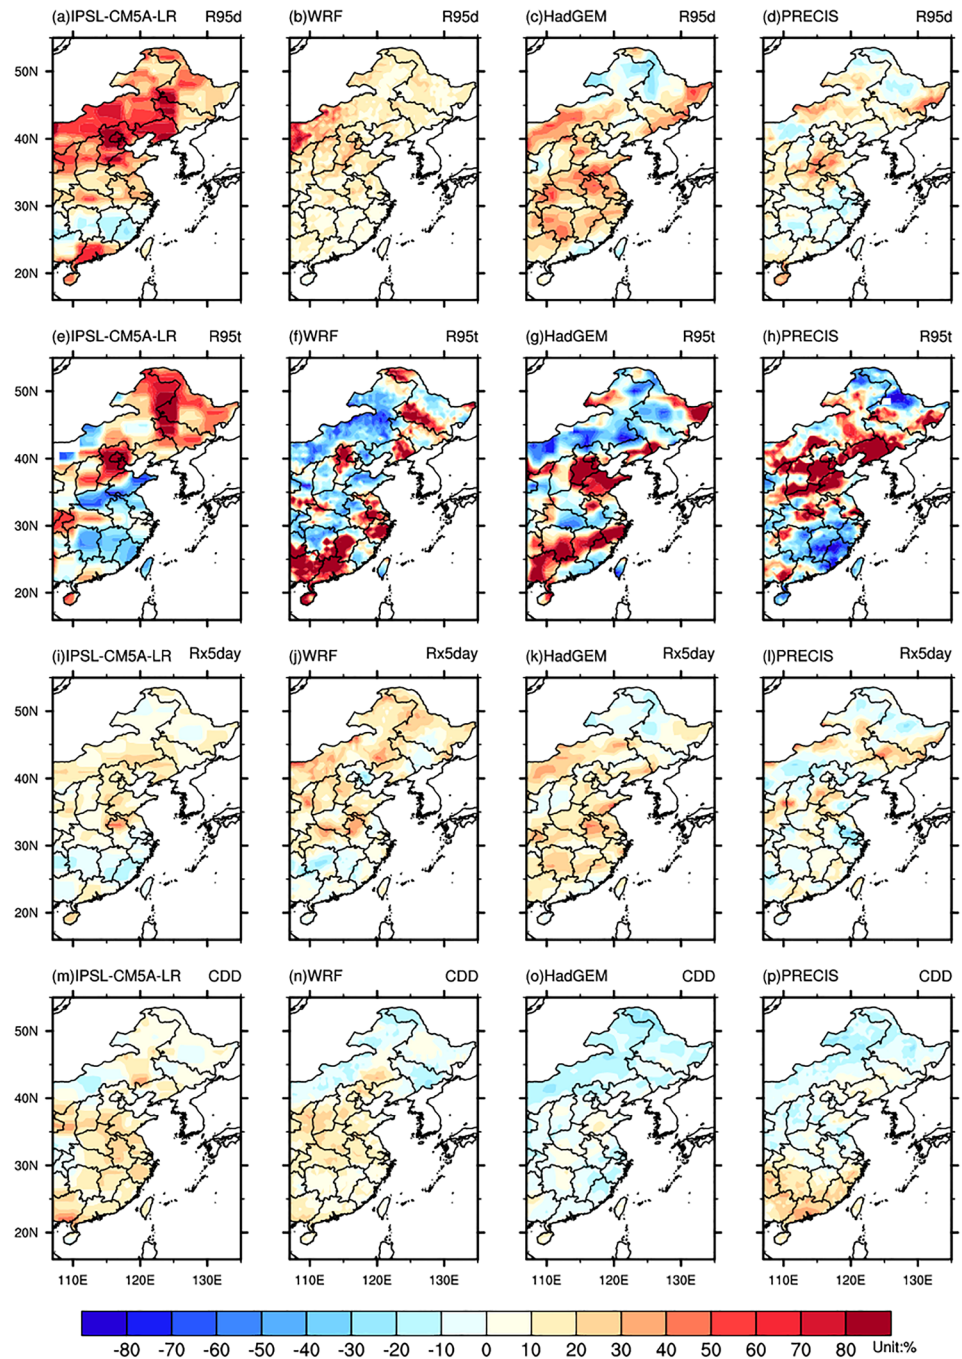 (a)IPSL-CM5A-LR R95d (b)WRF R95d (c)HadGEM R95d (d)PRECIS R95d
50N
40N
30N
20N
(e)IPSL-CM5A-LR R95t (f)WRF R95t (g)HadGEM R95t (h)PRECIS R95t
50N
40N
30N
20N
(i)IPSL-CM5A-LR Rx5day (j)WRF Rx5day (k)HadGEM Rx5day (l)PRECIS Rx5day
50N
40N
30N
20N
(m)IPSL-CM5A-LR CDD (n)WRF CDD (o)HadGEM CDD (p)PRECIS CDD
50N
40N
30N
20N
110E 120E 130E 110E 120E 130E 110E 120E 130E 110E 120E 130E
-80 -70 -60 -50 -40 -30 -20 -10 0 10 20 30 40 50 60 70 80 Unit:%